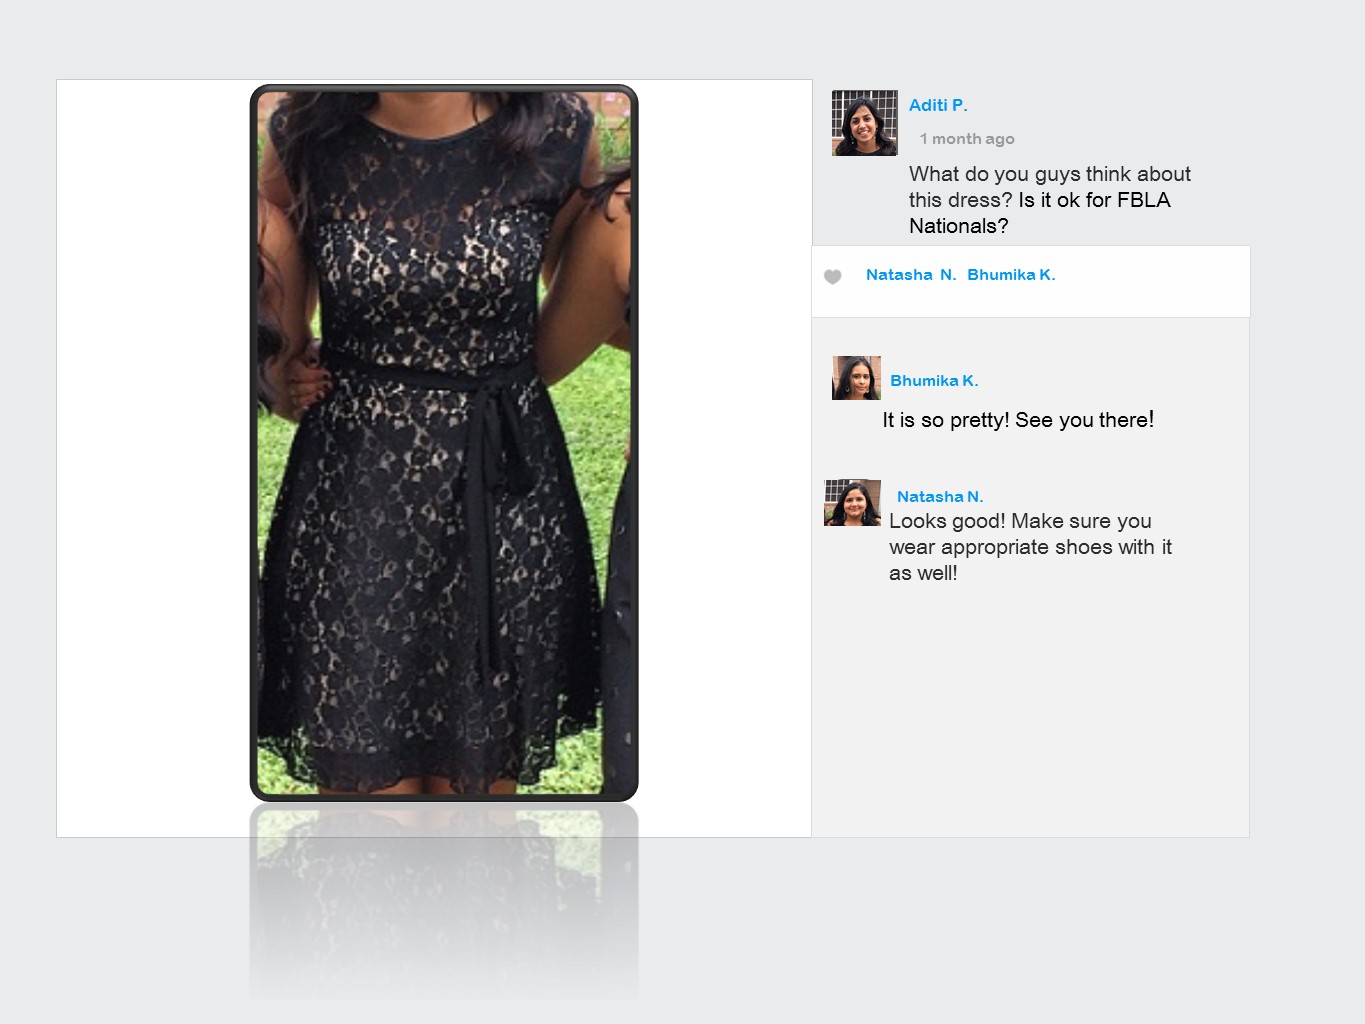 Aditi P.
1 month ago
What do you guys think about
this dress? Is it ok for FBLA
Nationals?
Natasha N. Bhumika K.
Bhumika K.
It is so pretty! See you there!
Natasha N.
Looks good! Make sure you
wear appropriate shoes with it
as well!